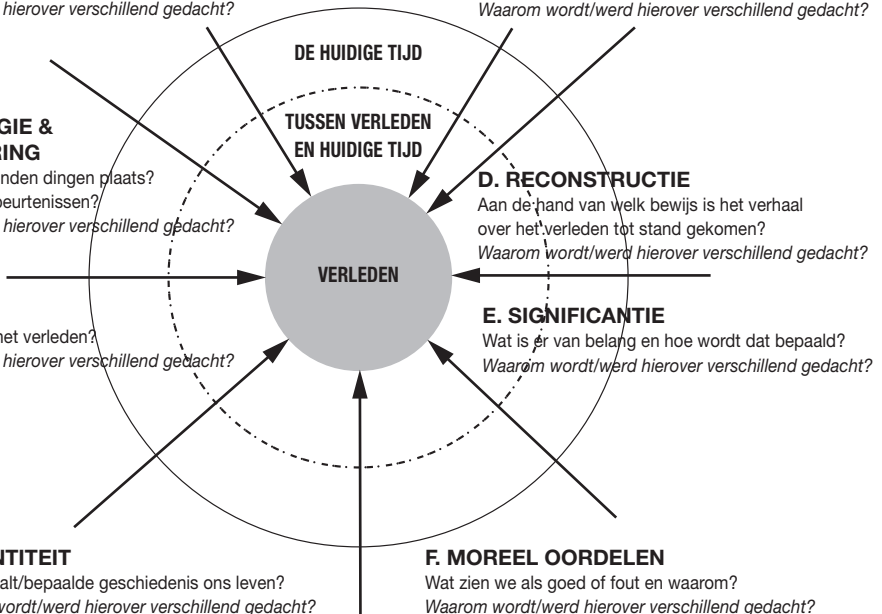 hierover verschillend gedacht?
Waarom wordt/werd hierover verschillend gedacht?
DE HUIDIGE TIJD
TUSSEN VERLEDEN
EN HUIDIGE TIJD
GIE &
RING
nden dingen plaats?
beurtenissen?
hierover verschillend gedacht?
D. RECONSTRUCTIE
Aan de hand van welk bewijs is het verhaal
over het verleden tot stand gekomen?
Waarom wordt/werd hierover verschillend gedacht?
VERLEDEN
E. SIGNIFICANTIE
Wat is er van belang en hoe wordt dat bepaald?
Waarom wordt/werd hierover verschillend gedacht?
het verleden?
hierover verschillend gedacht?
NTITEIT
alt/bepaalde geschiedenis ons leven?
wordt/werd hierover verschillend gedacht?
F. MOREEL OORDELEN
Wat zien we als goed of fout en waarom?
Waarom wordt/werd hierover verschillend gedacht?